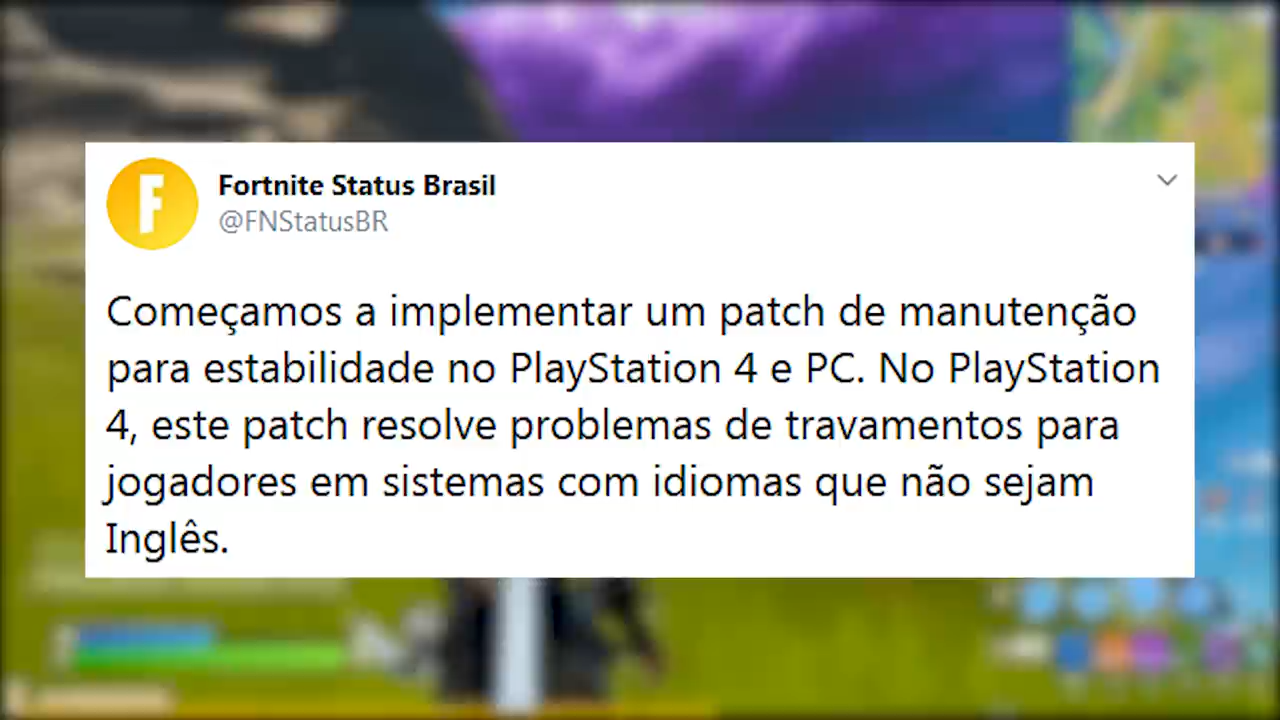 Fortnite Status Brasil
@FNStatusBR
Começamos a implementar um patch de manutenção
para estabilidade no PlayStation 4 e PC. No PlayStation
4, este patch resolve problemas de travamentos para
jogadores em sistemas com idiomas que não sejam
Inglês.